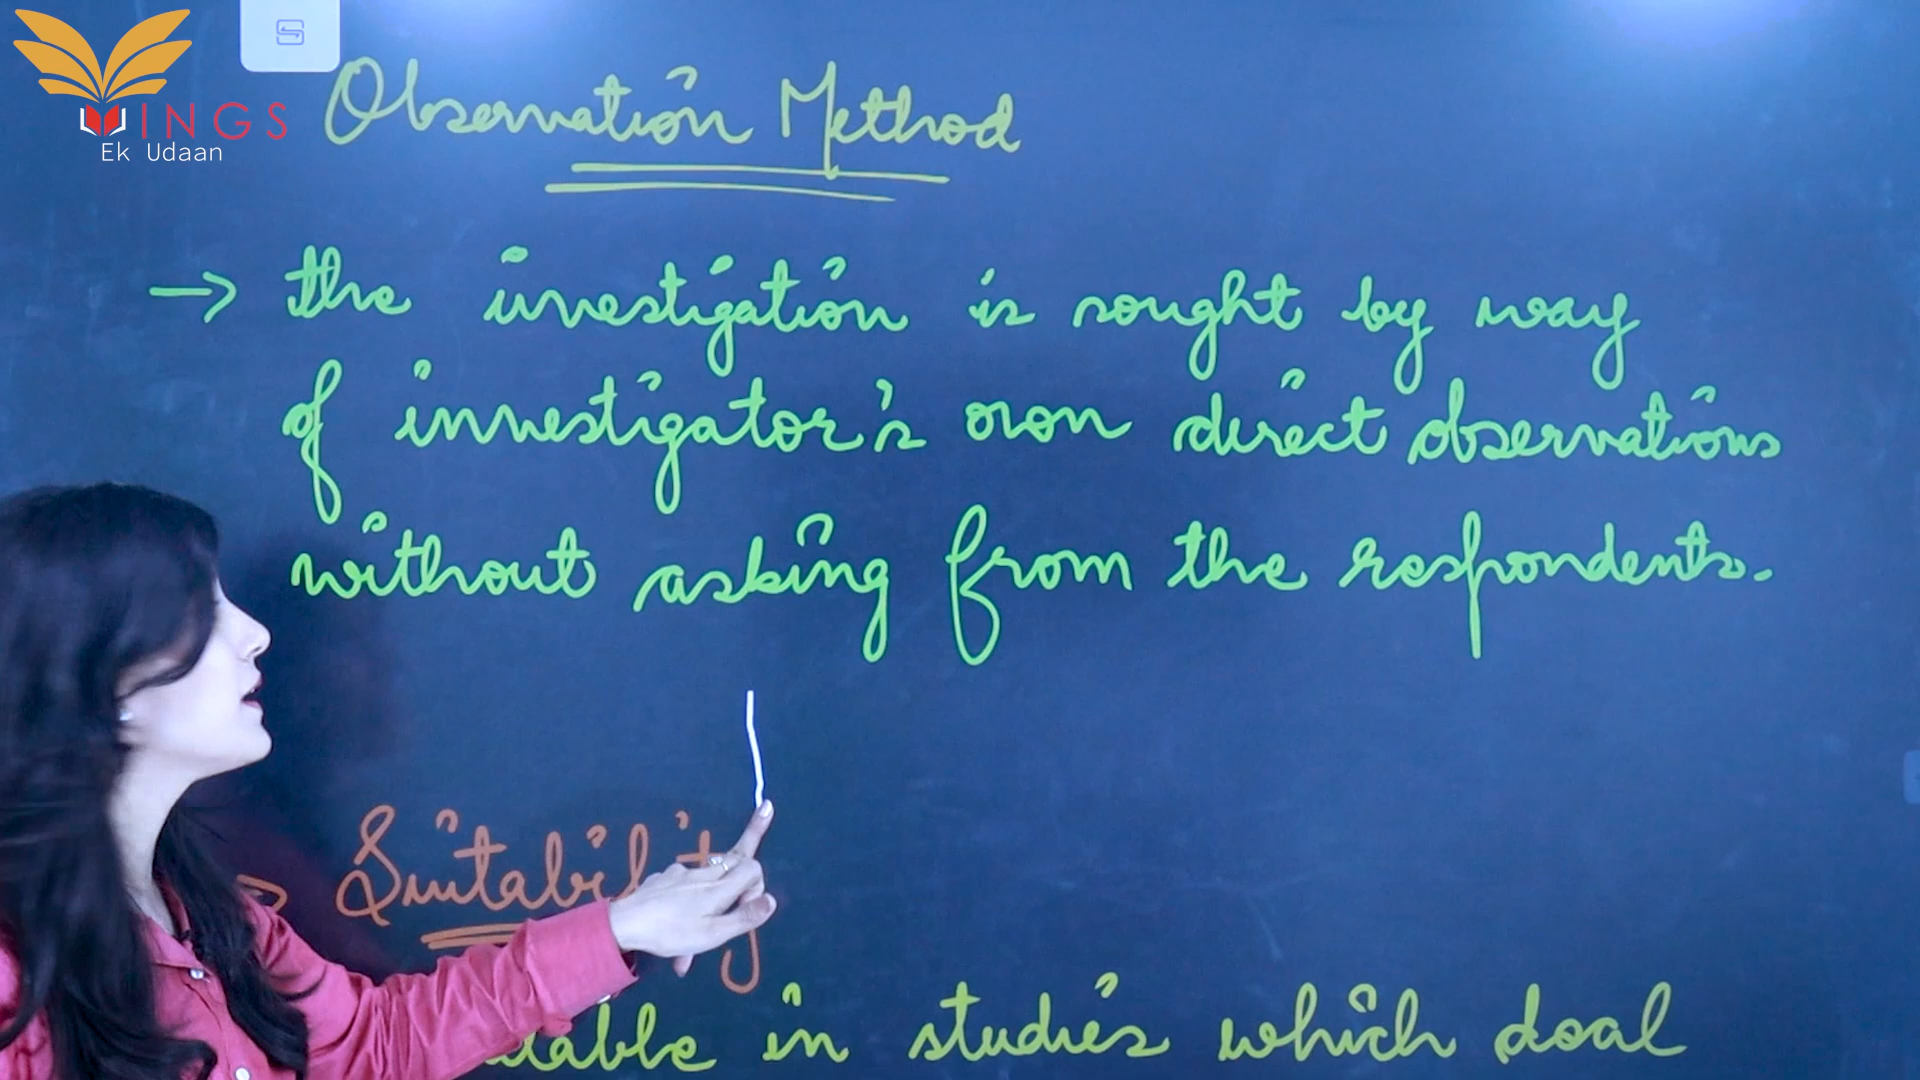 WINGS
Ek Udaan
Observation Method
→ the investigation is sought by way
of investigator's own direct observations
without asking from the respondents.
Suitability
in studies which deal